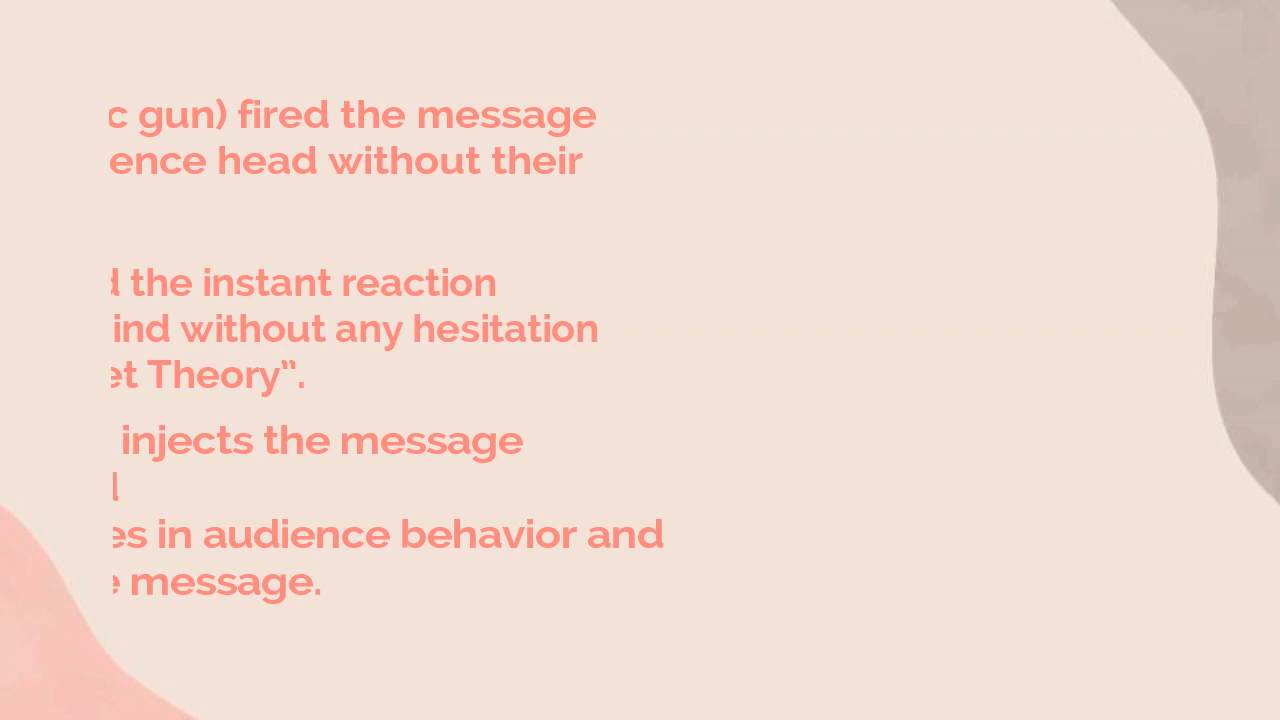 c gun) fired the message
ence head without their
d the instant reaction
ind without any hesitation
et Theory”.
injects the message
d
es in audience behavior and
e message.